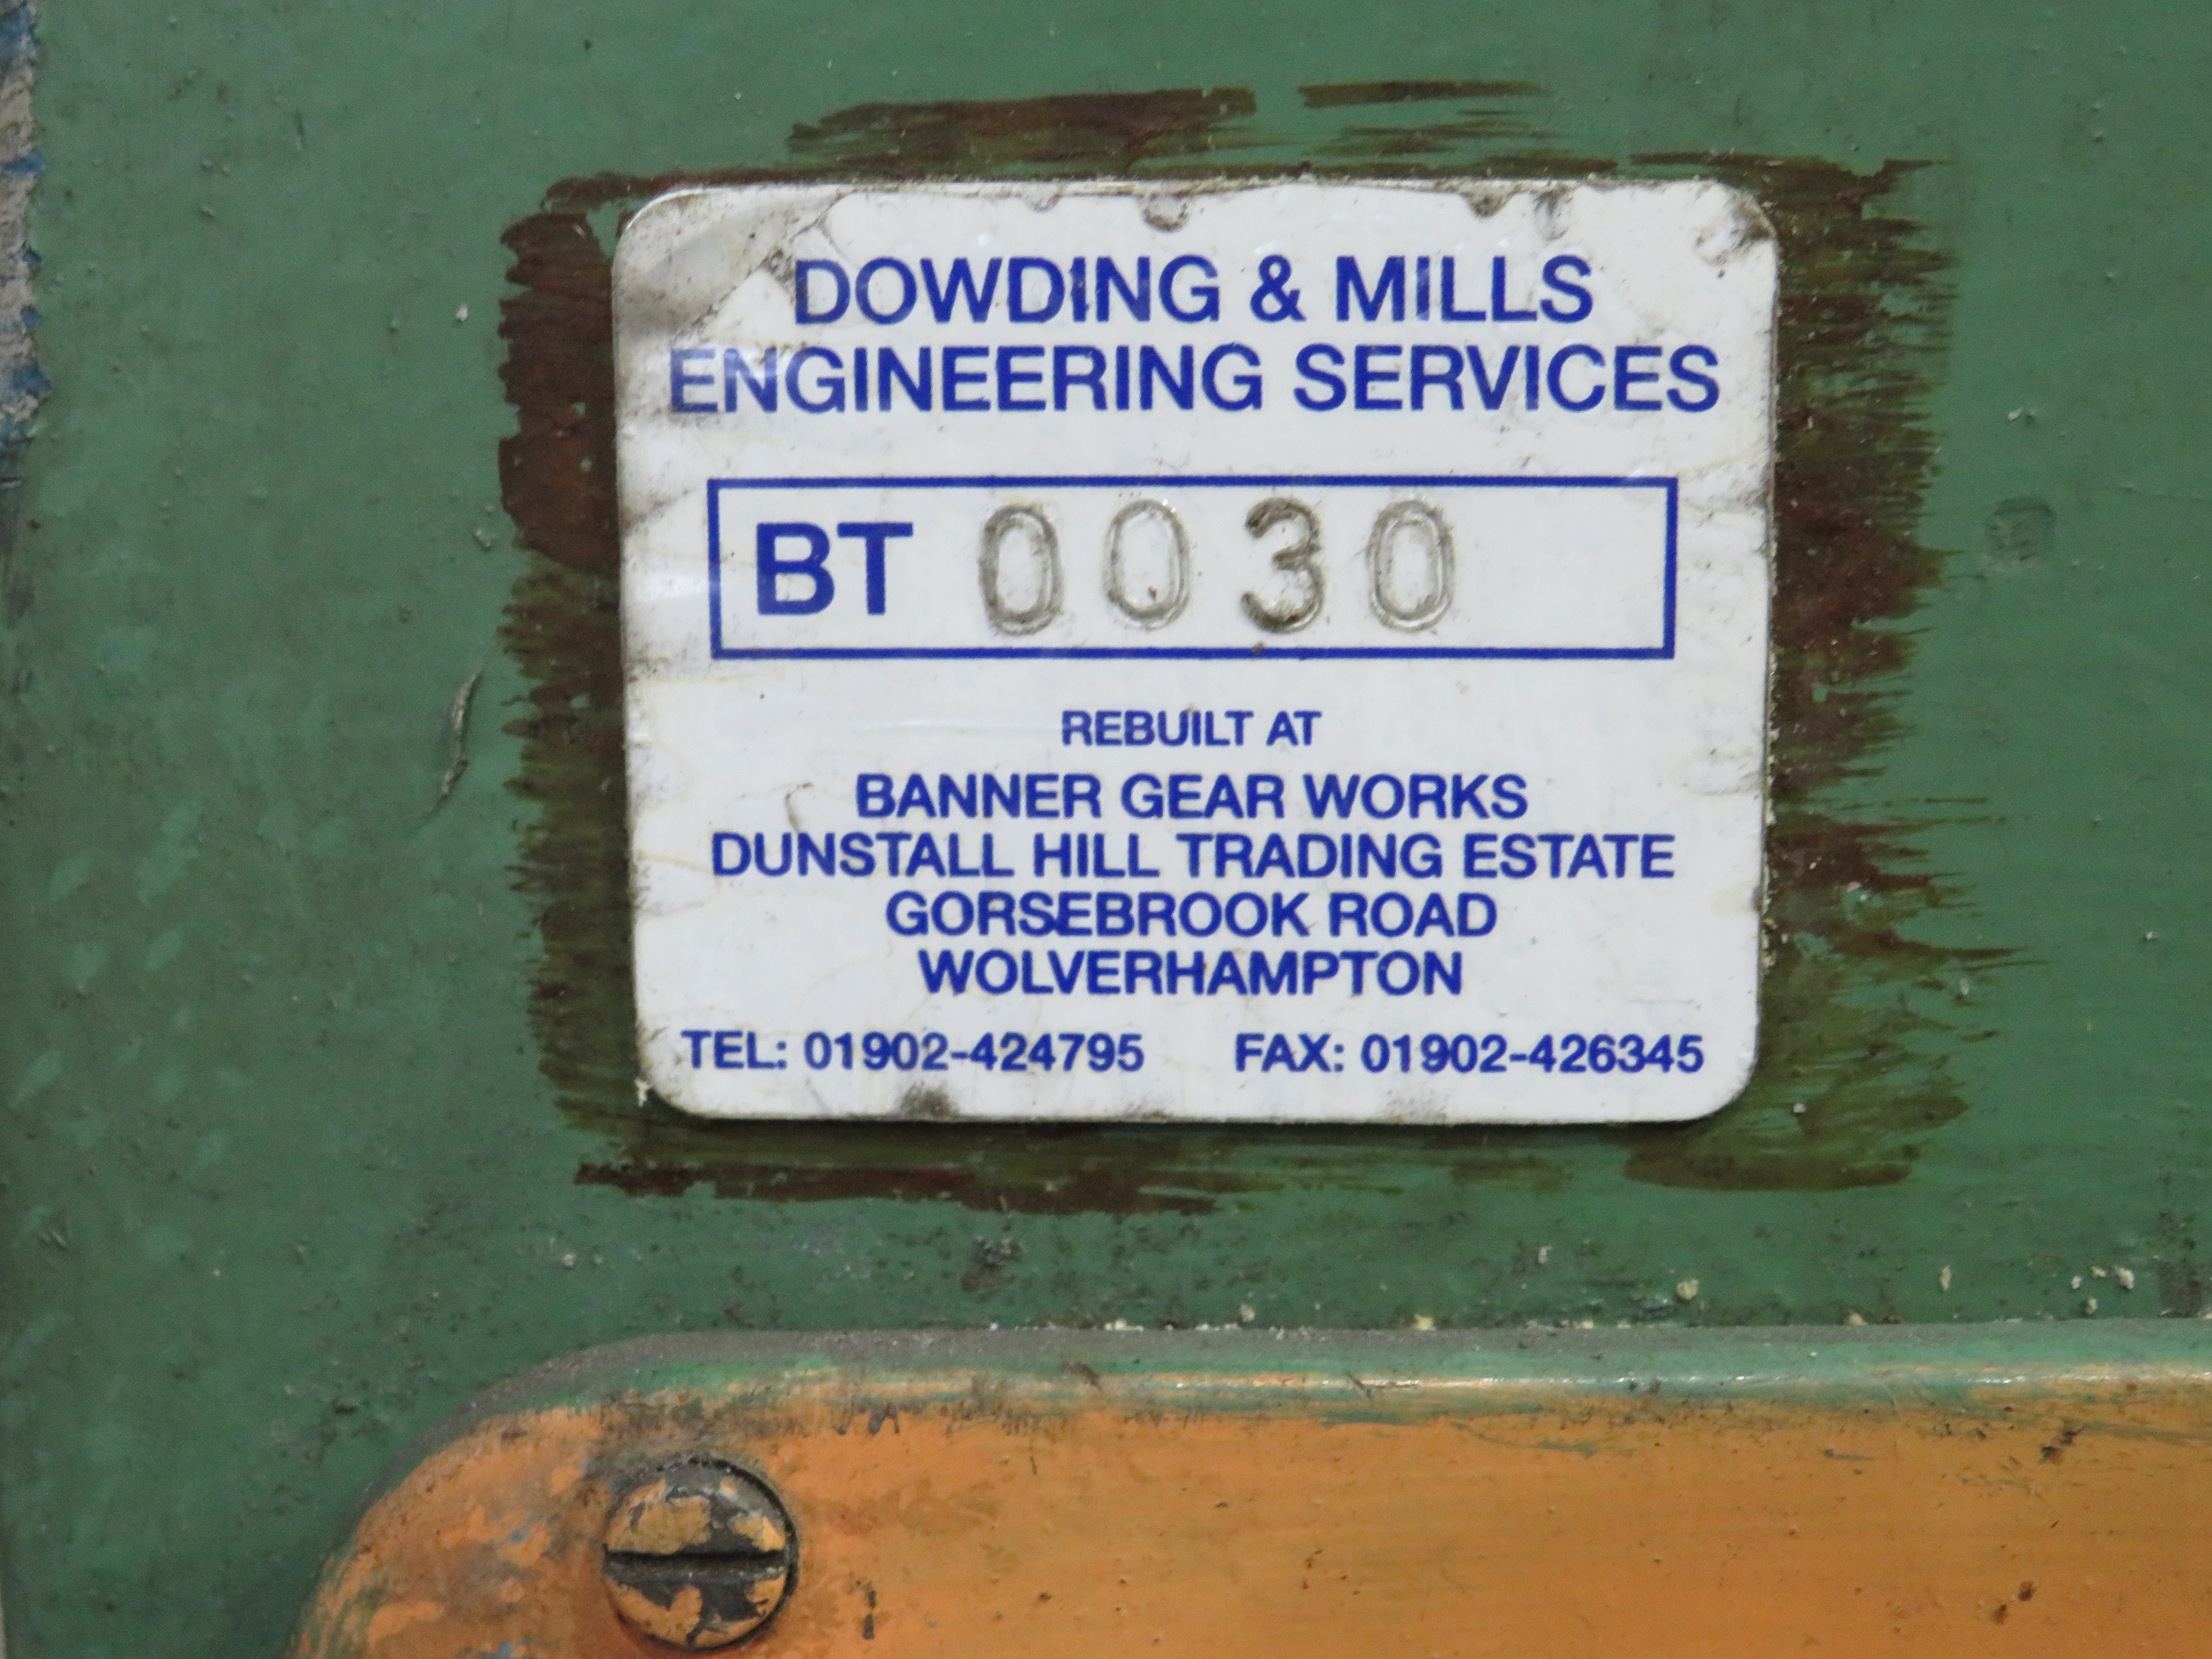 DOWDING & MILLS
ENGINEERING SERVICES
BT 0030
REBUILT AT
BANNER GEAR WORKS
DUNSTALL HILL TRADING ESTATE
GORSEBROOK ROAD
WOLVERHAMPTON
TEL: 01902-424795 FAX: 01902-426345